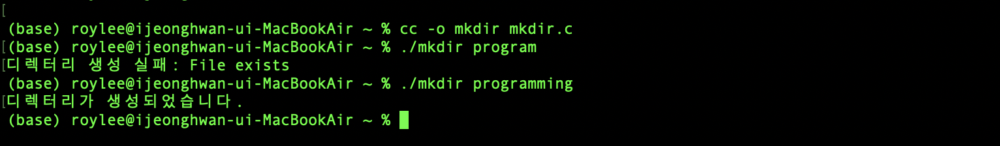 [
(base) roylee@ijeonghwan-ui-MacBookAir ~ % cc -o mkdir mkdir.c
[(base) roylee@ijeonghwan-ui-MacBookAir ~ % ./mkdir program
[디렉터리 생성 실패: File exists
(base) roylee@ijeonghwan-ui-MacBookAir ~ % ./mkdir programming
[디렉터리가 생성되었습니다.
(base) roylee@ijeonghwan-ui-MacBookAir ~ %